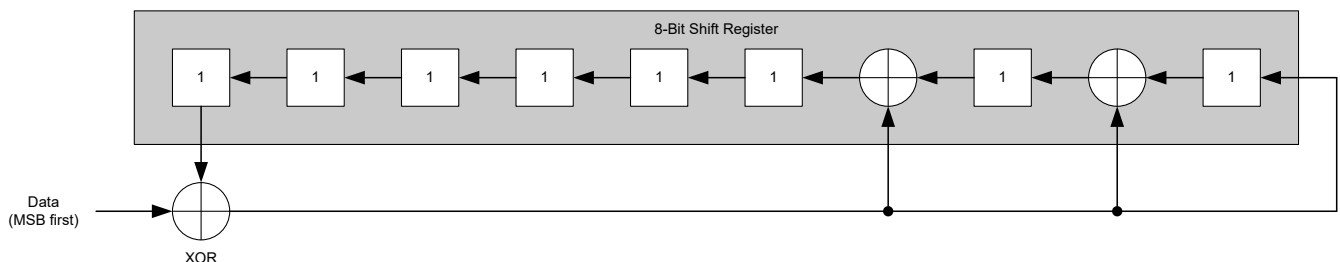 8-Bit Shift Register
1 1 1 1 1 1 1 1
Data
(MSB first)
XOR